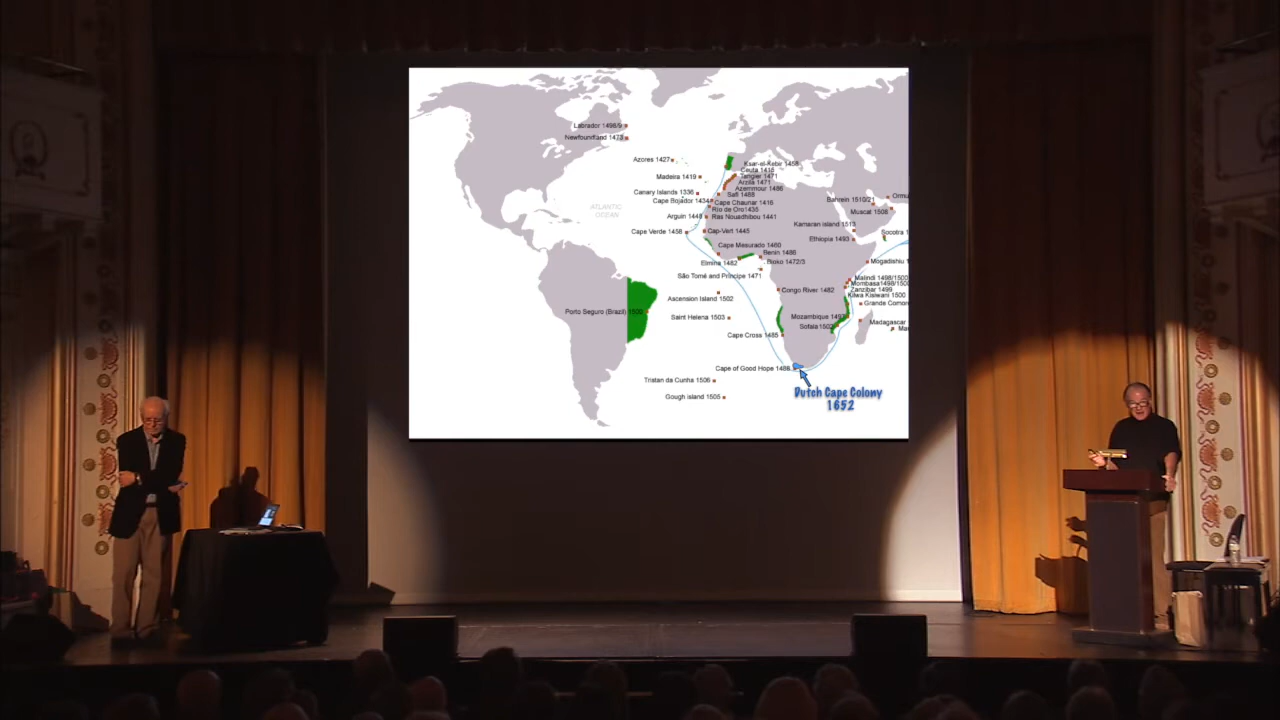 Labrador 1498/9
Newfoundland 1473
Azores 1427
Ksar-el-Kebir 1458
Ceuta 1415
Tangier 1471
Arzila 1471
Madeira 1419
Azemmour 1486
Canary Islands 1336
Safi 1488
Cape Bojador 1434
Cape Chaunar 1416
Rio de Oro 1435
ATLANTIC
OCEAN
Arguin 1443
Ras Nouadhibou 1441
Cape Verde 1458
Cap-Vert 1445
Cape Mesurado 1460
Benin 1486
Elmina 1482
Bioko 1472/3
São Tomé and Príncipe 1471
Bahrein 1510/21
Muscat 1508
Kamaran island 1513
Ethiopia 1493
Socotra 1
Mogadishu 1
Malindi 1498/1500
Mombasa 1498/1500
Zanzibar 1499
Kilwa Kisiwani 1500
Congo River 1482
Ascension Island 1502
Porto Seguro (Brazil) 1500
Saint Helena 1503
Mozambique 1497
Sofala 1502
Madagascar
Cape Cross 1485
Cape of Good Hope 1488
Tristan da Cunha 1506
Gough island 1505
Dutch Cape Colony
1652